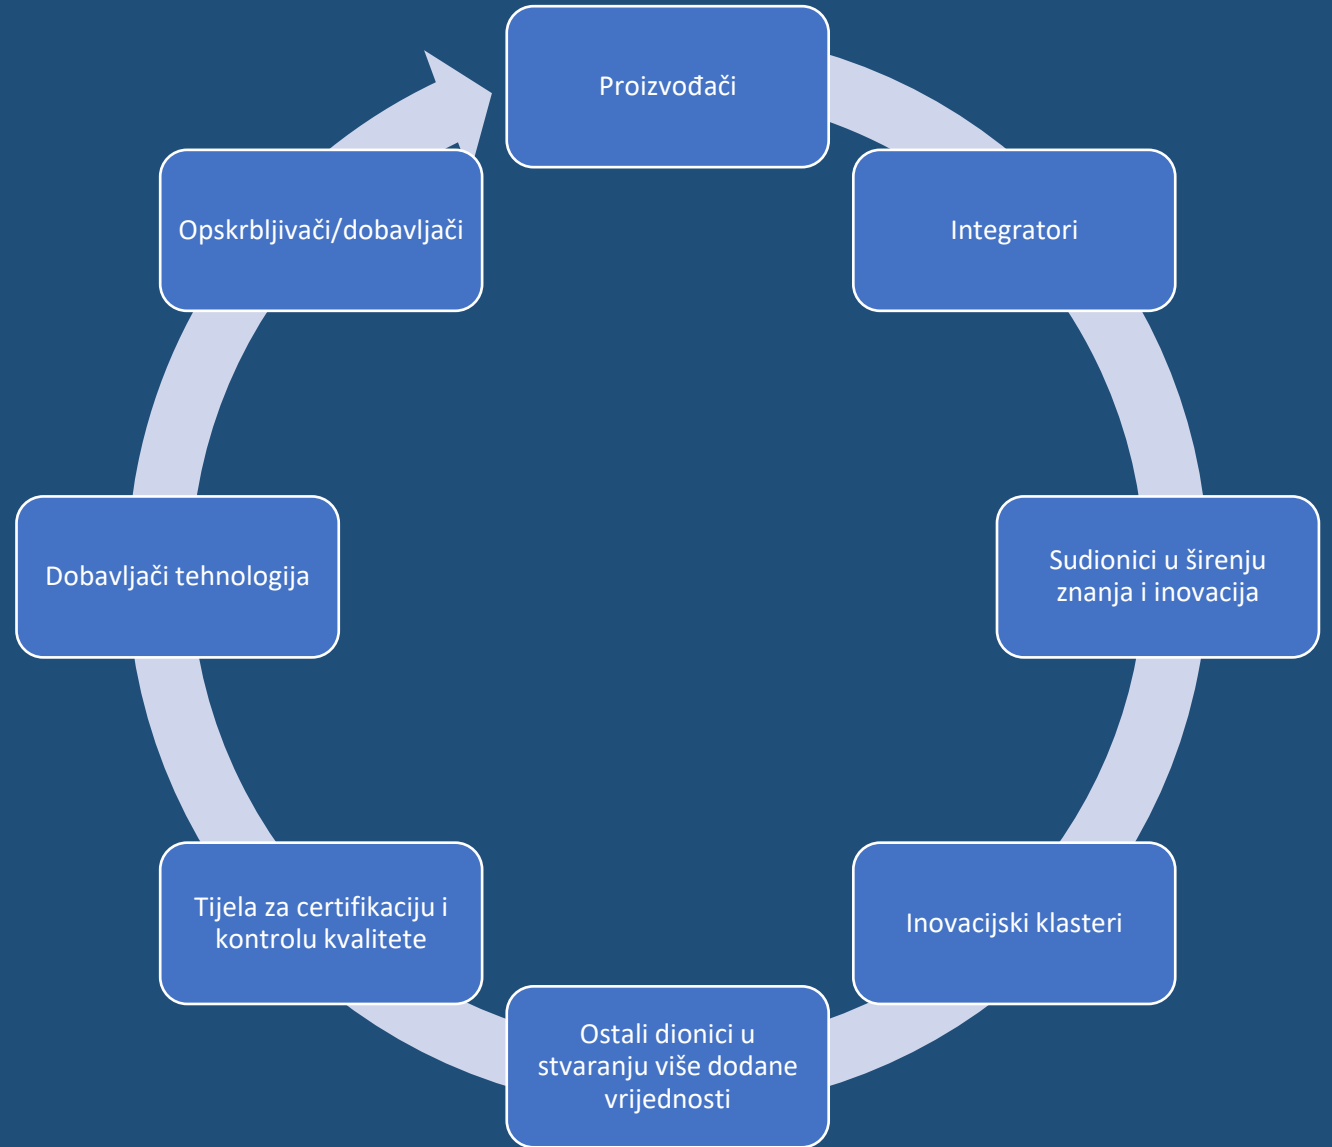 Proizvođači
Integratori
Sudionici u širenju
znanja i inovacija
Inovacijski klasteri
Ostali dionici u
stvaranju više dodane
vrijednosti
Tijela za certifikaciju i
kontrolu kvalitete
Dobavljači tehnologija
Opskrbljivači/dobavljači